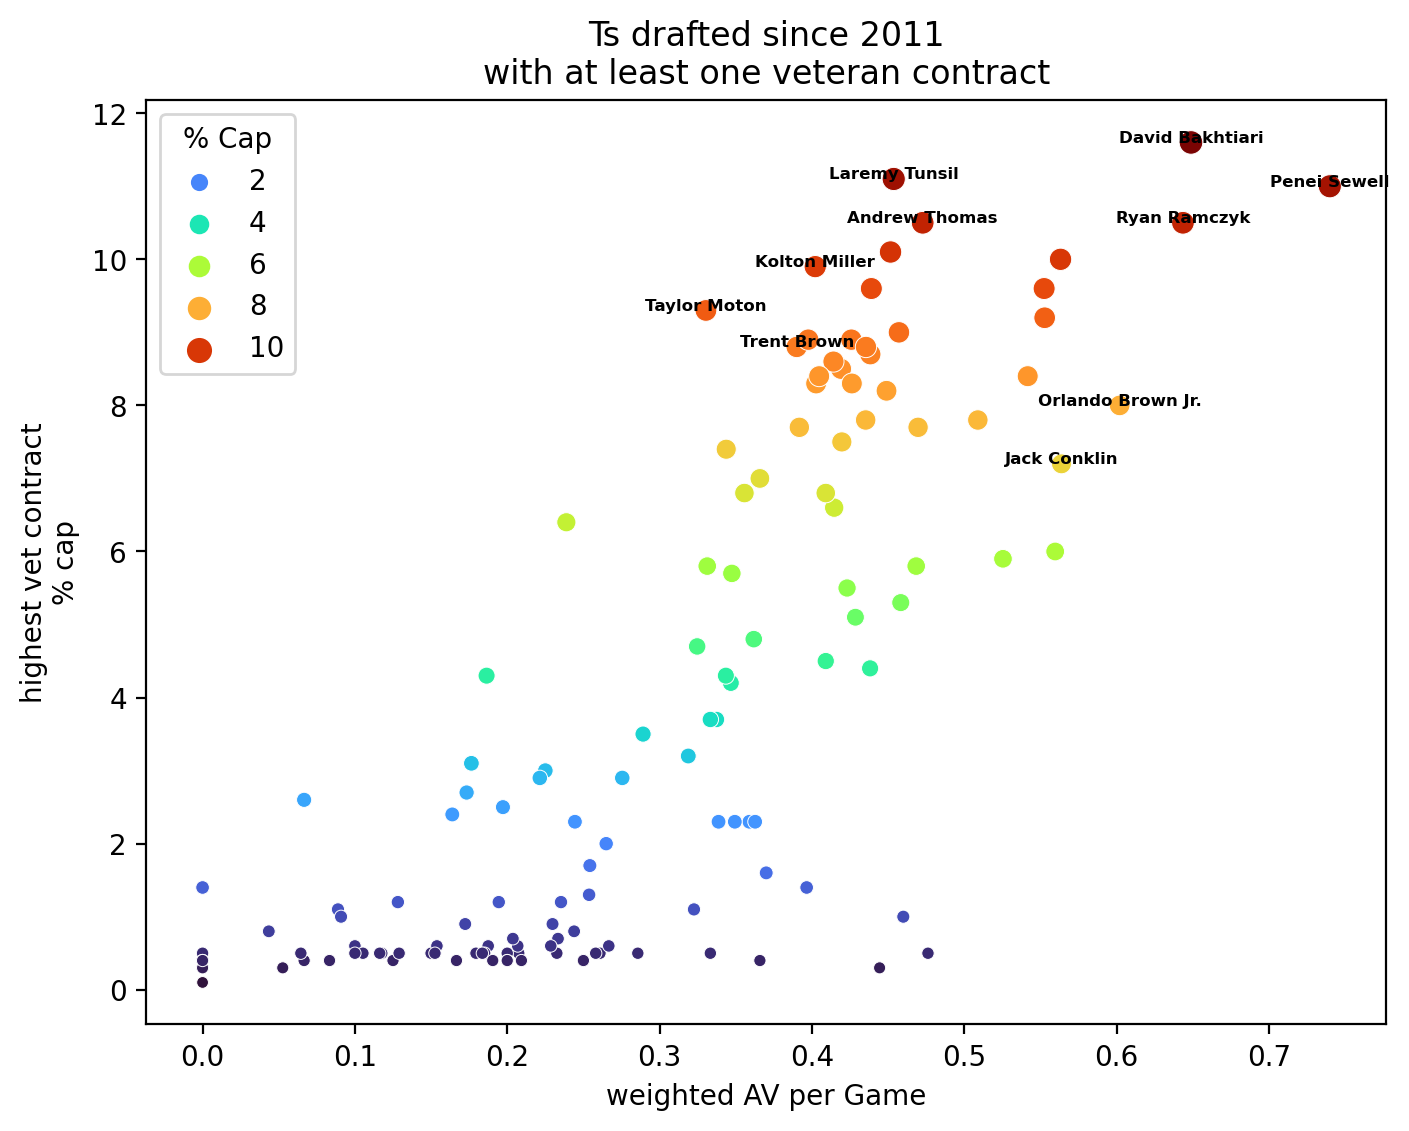 Ts drafted since 2011
with at least one veteran contract
% Cap
2
4
6
8
10
David Bakhtiari
Laremy Tunsil
Penei Sewell
Andrew Thomas
Ryan Ramczyk
Kolton Miller
Taylor Moton
Trent Brown
Orlando Brown Jr.
Jack Conklin
highest vet contract
% cap
12
10
8
6
4
2
0
0.0 0.1 0.2 0.3 0.4 0.5 0.6 0.7
weighted AV per Game